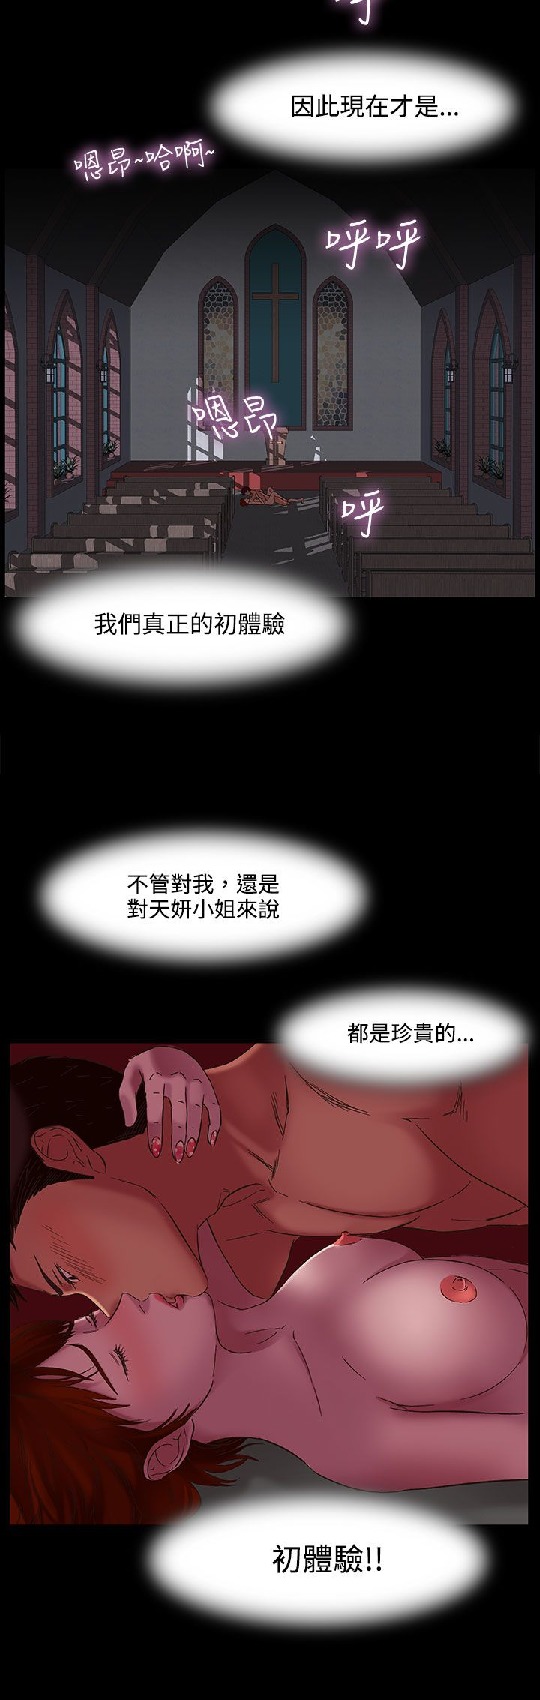 呼
因此現在才是...
嗯昂~哈啊~
呼呼
嗯昂
呼
我們真正的初體驗
不管對我，還是
對天妍小姐來說
都是珍貴的...
初體驗!!